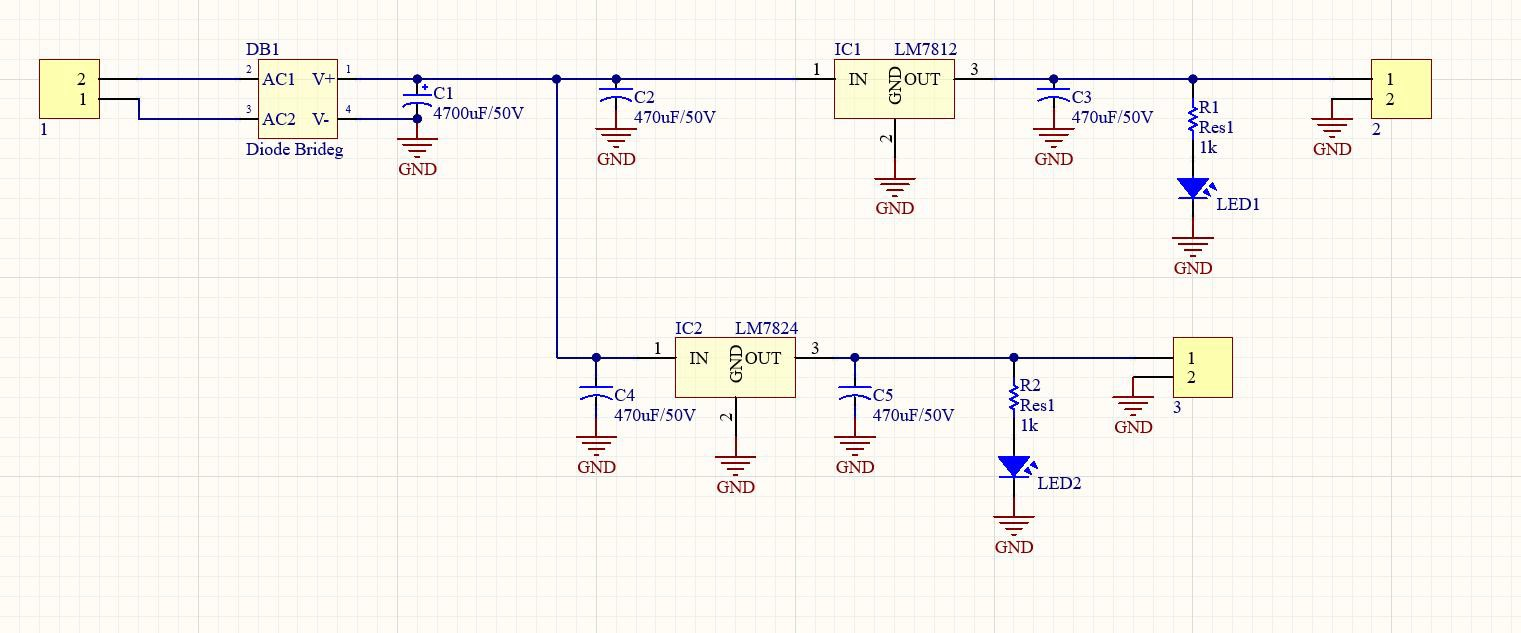 DB1
2
1
1
2
AC1
V+
1
3
AC2
V-
4
Diode Brideg
C1
4700uF/50V
GND
C2
470uF/50V
GND
IC1
LM7812
1
IN
GND
OUT
3
2
GND
C3
470uF/50V
GND
R1
Res1
1k
LED1
GND
1
2
2
GND
IC2
LM7824
1
IN
GND
OUT
3
2
GND
C4
470uF/50V
GND
C5
470uF/50V
GND
R2
Res1
1k
LED2
GND
1
2
3
GND